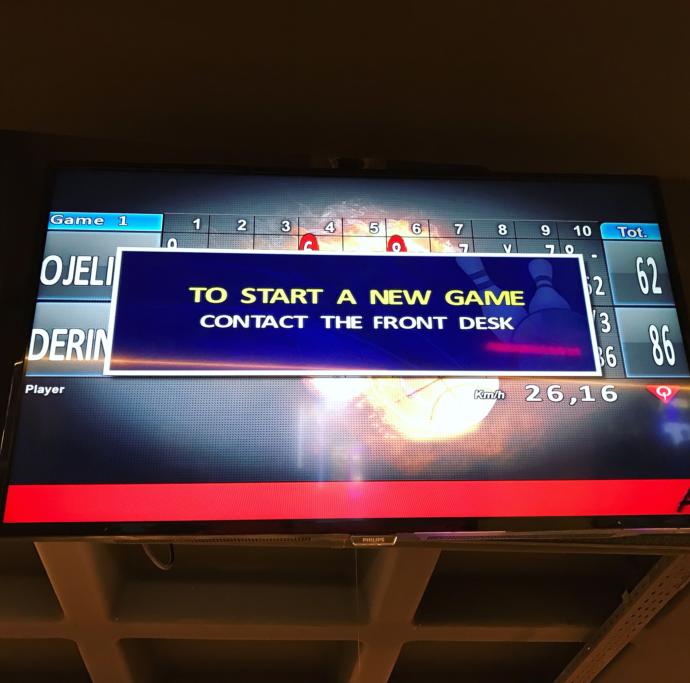 Game 1 1 2 3 4 5 6 7 8 9 10 Tot.
OJELI 62
TO START A NEW GAME
CONTACT THE FRONT DESK
DERIN 86
Player Km/h 26,16
PHILIPS